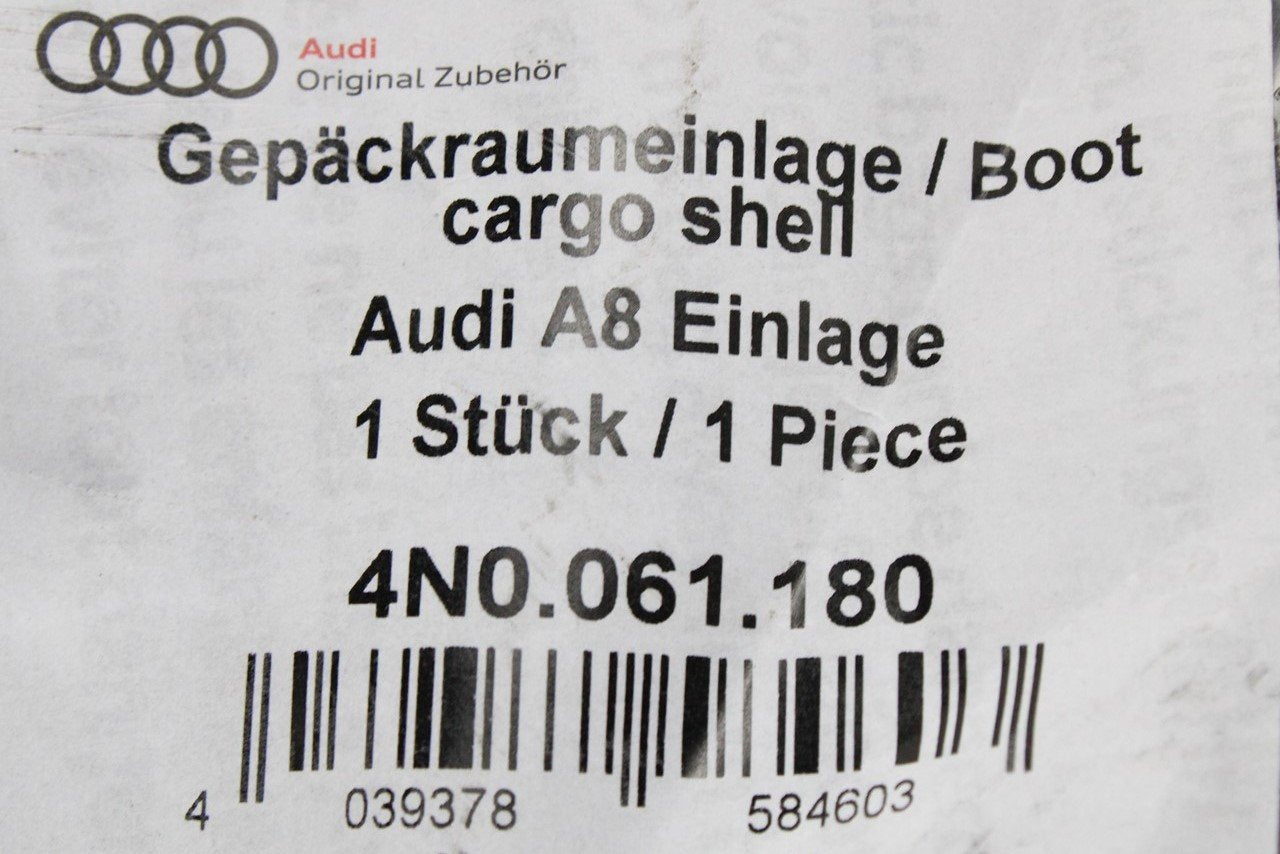 Audi
Original Zubehör
Gepäckraumeinlage / Boot
cargo shell
Audi A8 Einlage
1 Stück / 1 Piece
4N0.061.180
4 039378 584603